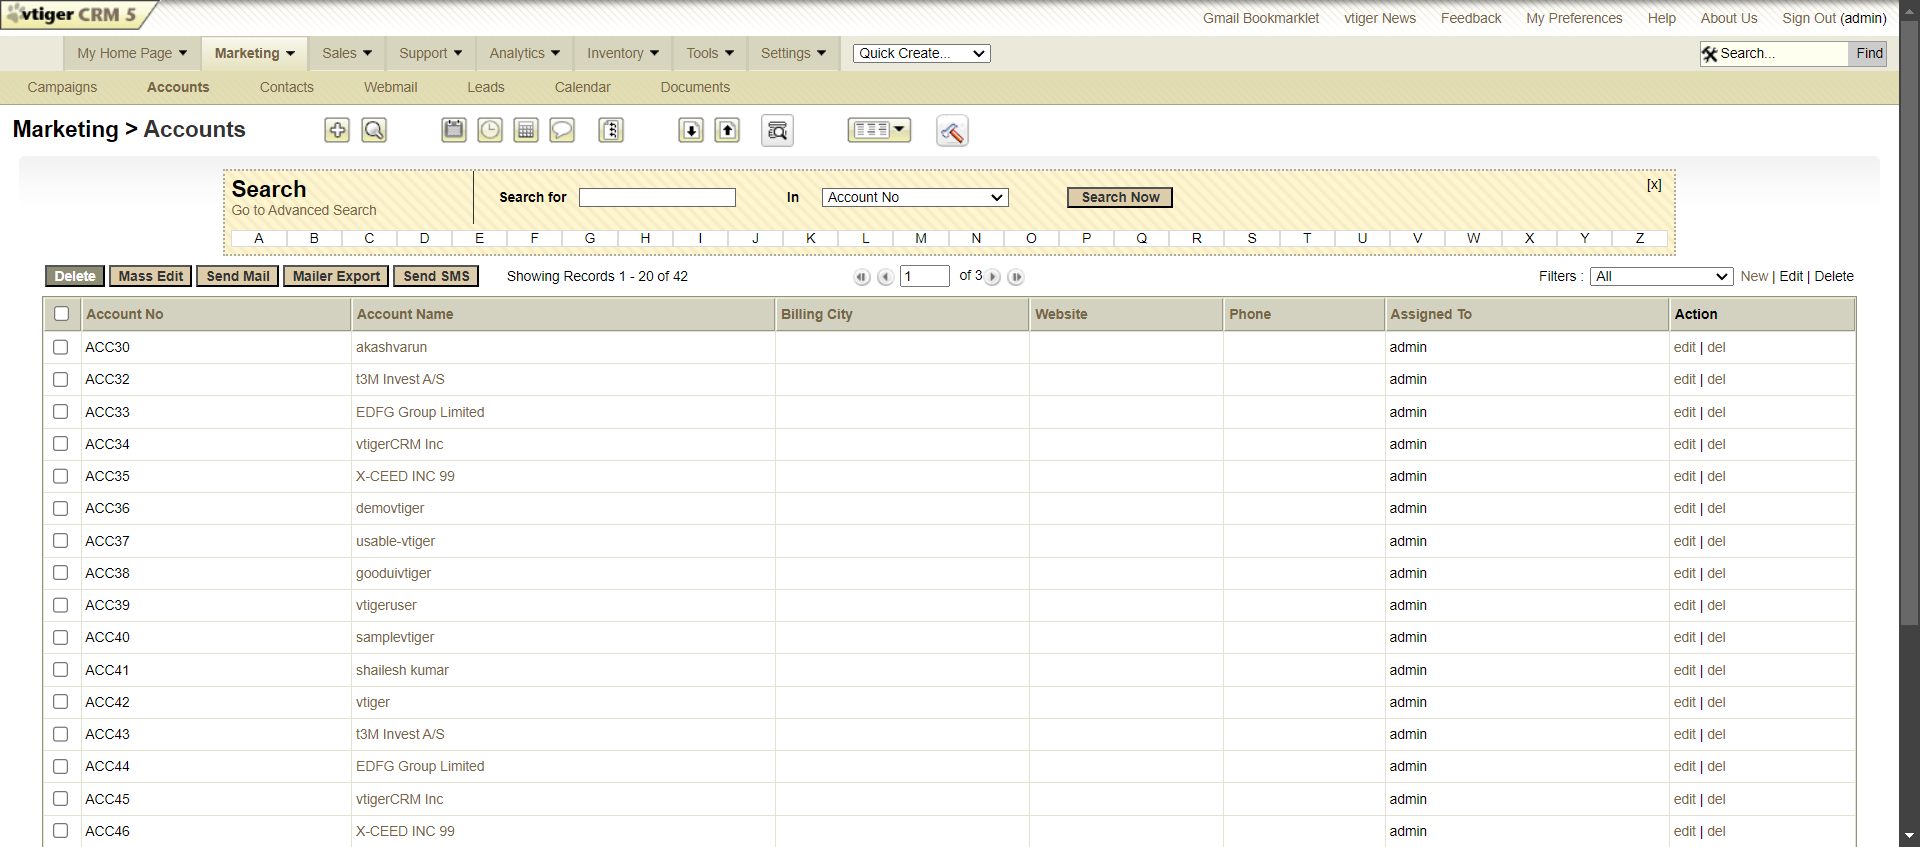 vtiger CRM 5
Gmail Bookmarklet vtiger News Feedback My Preferences Help About Us Sign Out (admin)
My Home Page Marketing Sales Support Analytics Inventory Tools Settings Quick Create... Search... Find
Campaigns Accounts Contacts Webmail Leads Calendar Documents
Marketing > Accounts
Search Search for In Account No Search Now [x]
Go to Advanced Search
A B C D E F G H I J K L M N O P Q R S T U V W X Y Z
Delete Mass Edit Send Mail Mailer Export Send SMS Showing Records 1 - 20 of 42 1 of 3 Filters : All New | Edit | Delete
Account No Account Name Billing City Website Phone Assigned To Action
ACC30 akashvarun admin edit | del
ACC32 t3M Invest A/S admin edit | del
ACC33 EDFG Group Limited admin edit | del
ACC34 vtigerCRM Inc admin edit | del
ACC35 X-CEED INC 99 admin edit | del
ACC36 demovtiger admin edit | del
ACC37 usable-vtiger admin edit | del
ACC38 gooduivtiger admin edit | del
ACC39 vtigeruser admin edit | del
ACC40 samplevtiger admin edit | del
ACC41 shailesh kumar admin edit | del
ACC42 vtiger admin edit | del
ACC43 t3M Invest A/S admin edit | del
ACC44 EDFG Group Limited admin edit | del
ACC45 vtigerCRM Inc admin edit | del
ACC46 X-CEED INC 99 admin edit | del